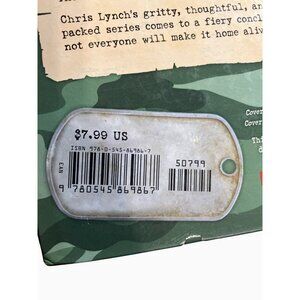 Chris Lynch's gritty, thoughtful, an
packed series comes to a fiery concl
not everyone will make it home aliv
$7.99 US
ISBN 978-0-545-86986-7
50799
EAN
9 780545 869867
Cover
Cover
Thi
d